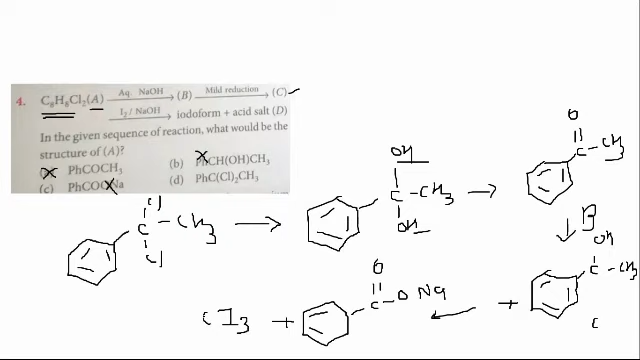 4. C₈H₈Cl₂(A) Aq. NaOH (B) Mild reduction (C)
I₂/NaOH iodoform + acid salt (D)
In the given sequence of reaction, what would be the
structure of (A)?
PhCOCH₃ (b) PhCH(OH)CH₃
(c) (d) PhC(Cl)₂CH₃
OH
C - CH₃
OH
O
C - CH₃
Cl
C - CH₃
Cl
B
OH
C - CH₃
O
C - O Na
CI3 +
+
C